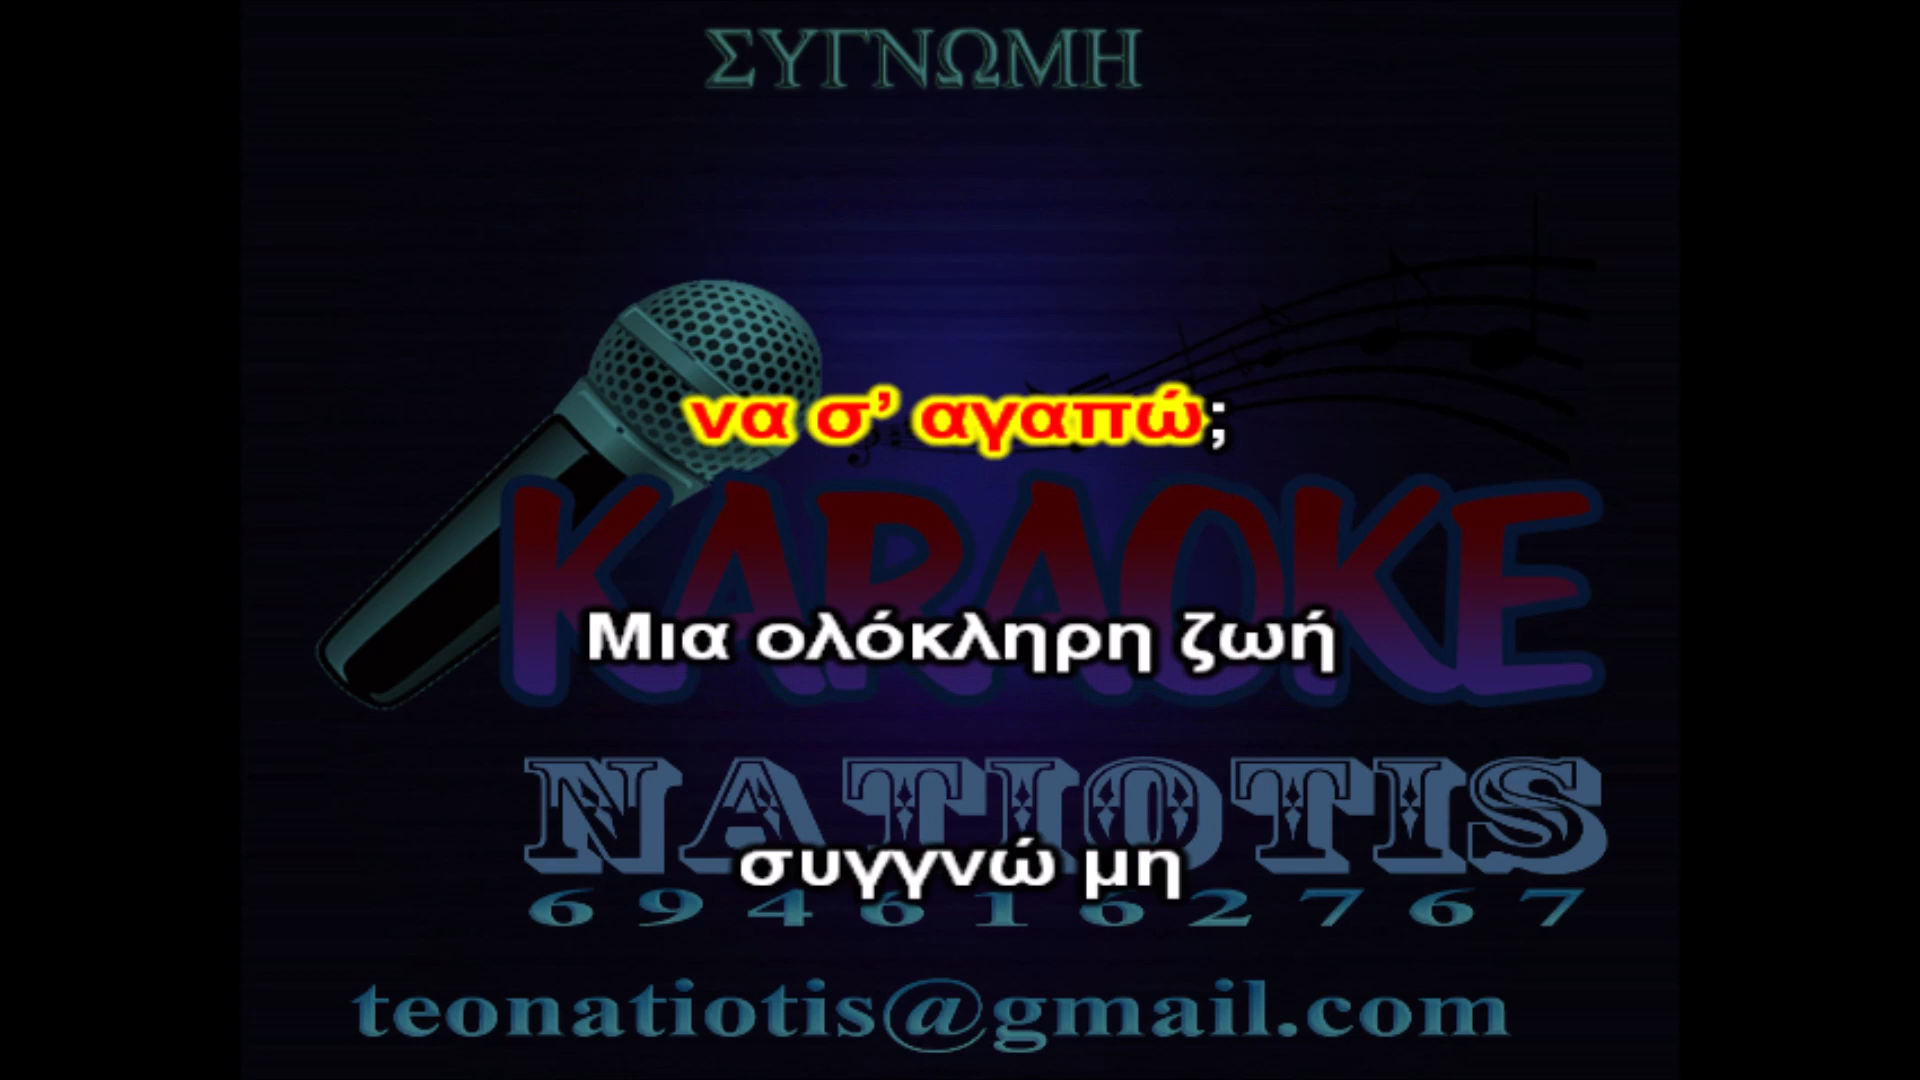 ΣΥΓΝΩΜΗ
να σ’ αγαπώ;
KARAOKE
Μια ολόκληρη ζωή
NATIOTIS
συγγνώ μη
6946162767
teonatiotis@gmail.com